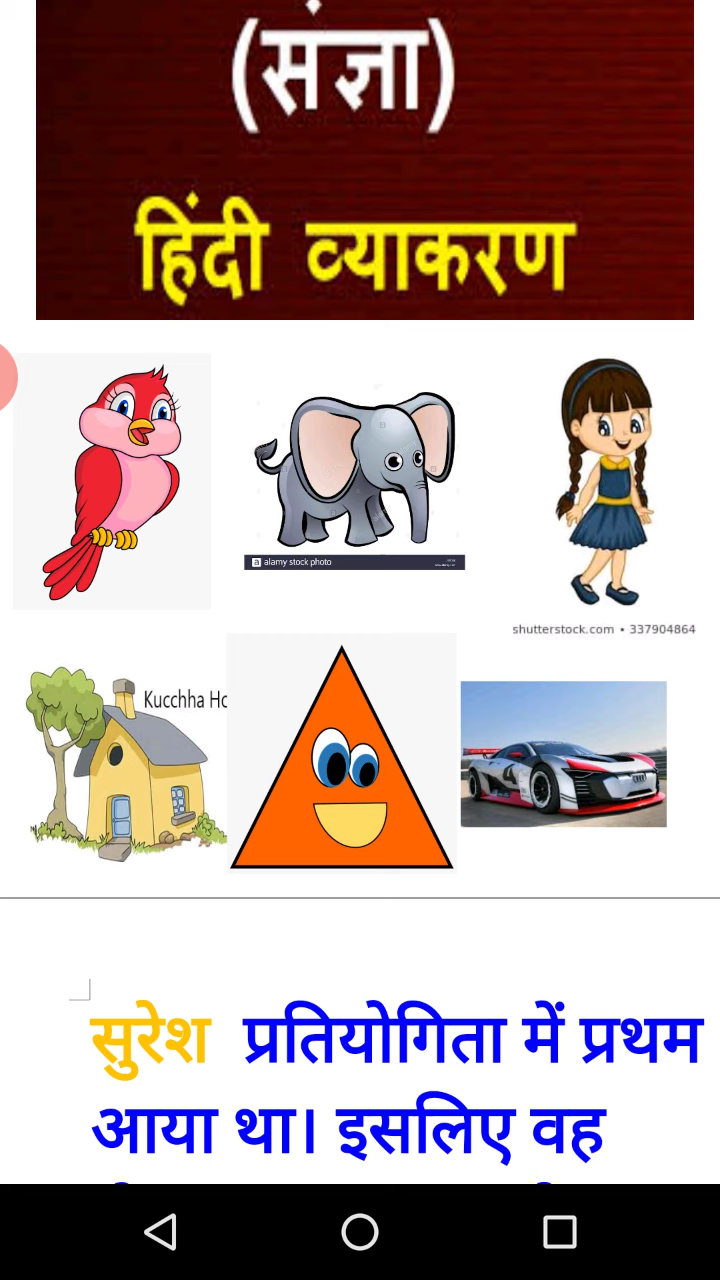 (संज्ञा)
हिंदी व्याकरण
a alamy stock photo
shutterstock.com • 337904864
Kucchha Ho
सुरेश प्रतियोगिता में प्रथम
आया था। इसलिए वह